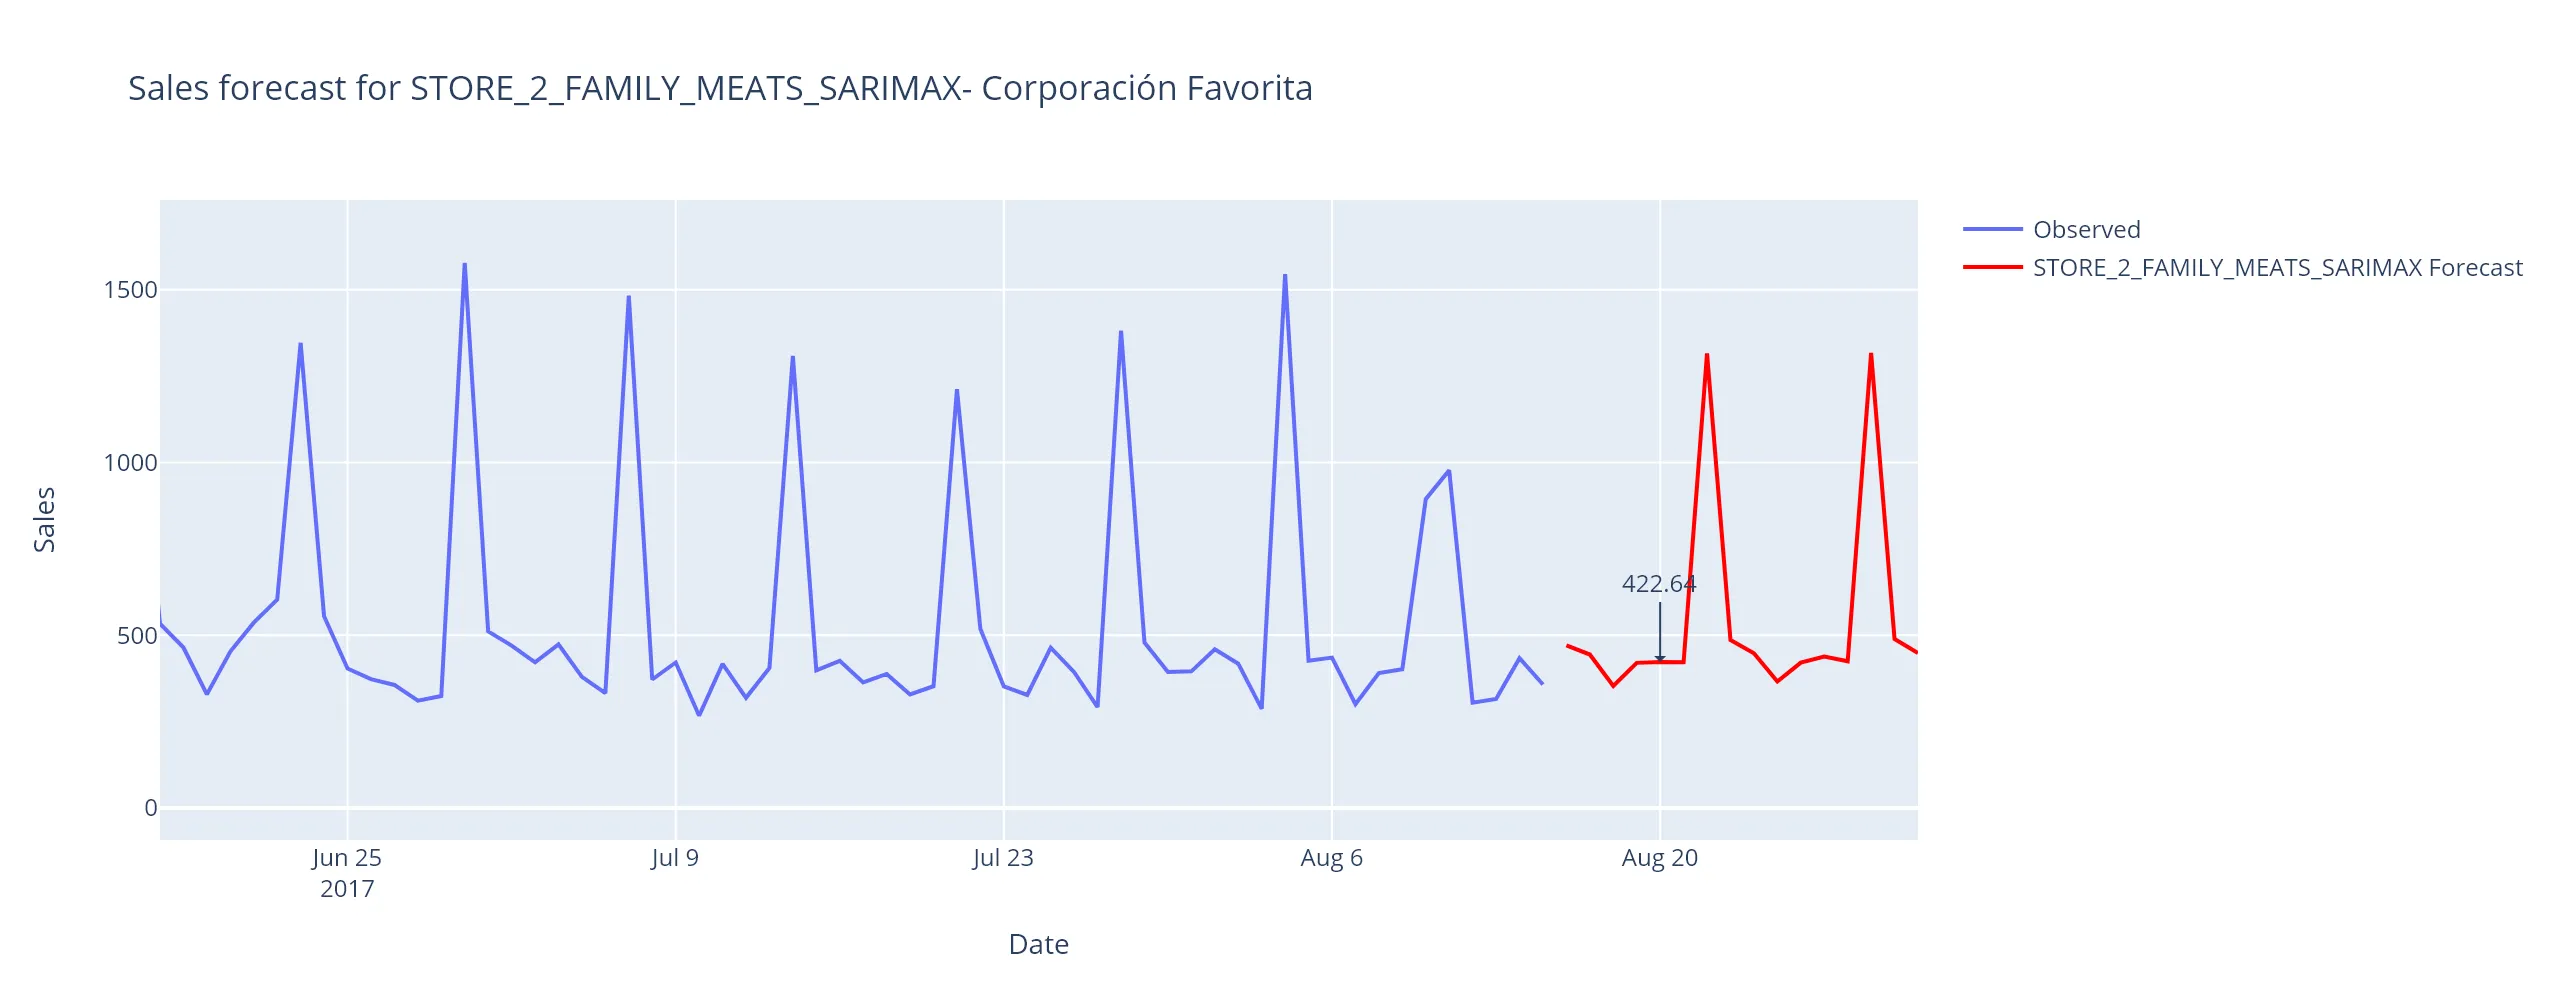 Sales forecast for STORE_2_FAMILY_MEATS_SARIMAX- Corporación Favorita
Observed
STORE_2_FAMILY_MEATS_SARIMAX Forecast
1500
1000
500
0
Sales
422.64
Jun 25
2017
Jul 9
Jul 23
Aug 6
Aug 20
Date